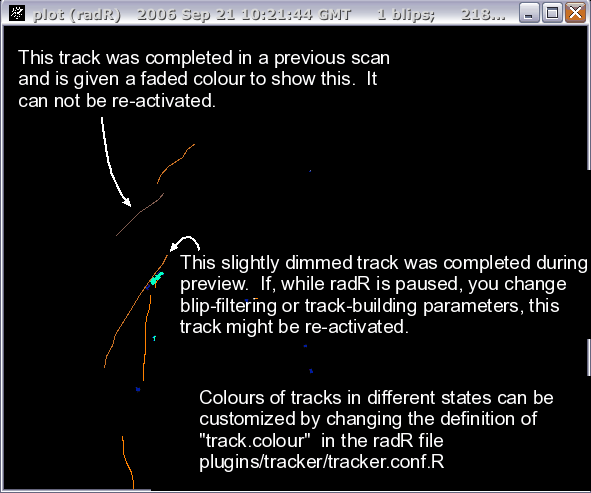 plot (radR)   2006 Sep 21 10:21:44 GMT     1 blips;     218...
This track was completed in a previous scan
and is given a faded colour to show this.  It
can not be re-activated.
This slightly dimmed track was completed during
preview.  If, while radR is paused, you change
blip-filtering or track-building parameters, this
track might be re-activated.
Colours of tracks in different states can be
customized by changing the definition of
"track.colour"  in the radR file
plugins/tracker/tracker.conf.R